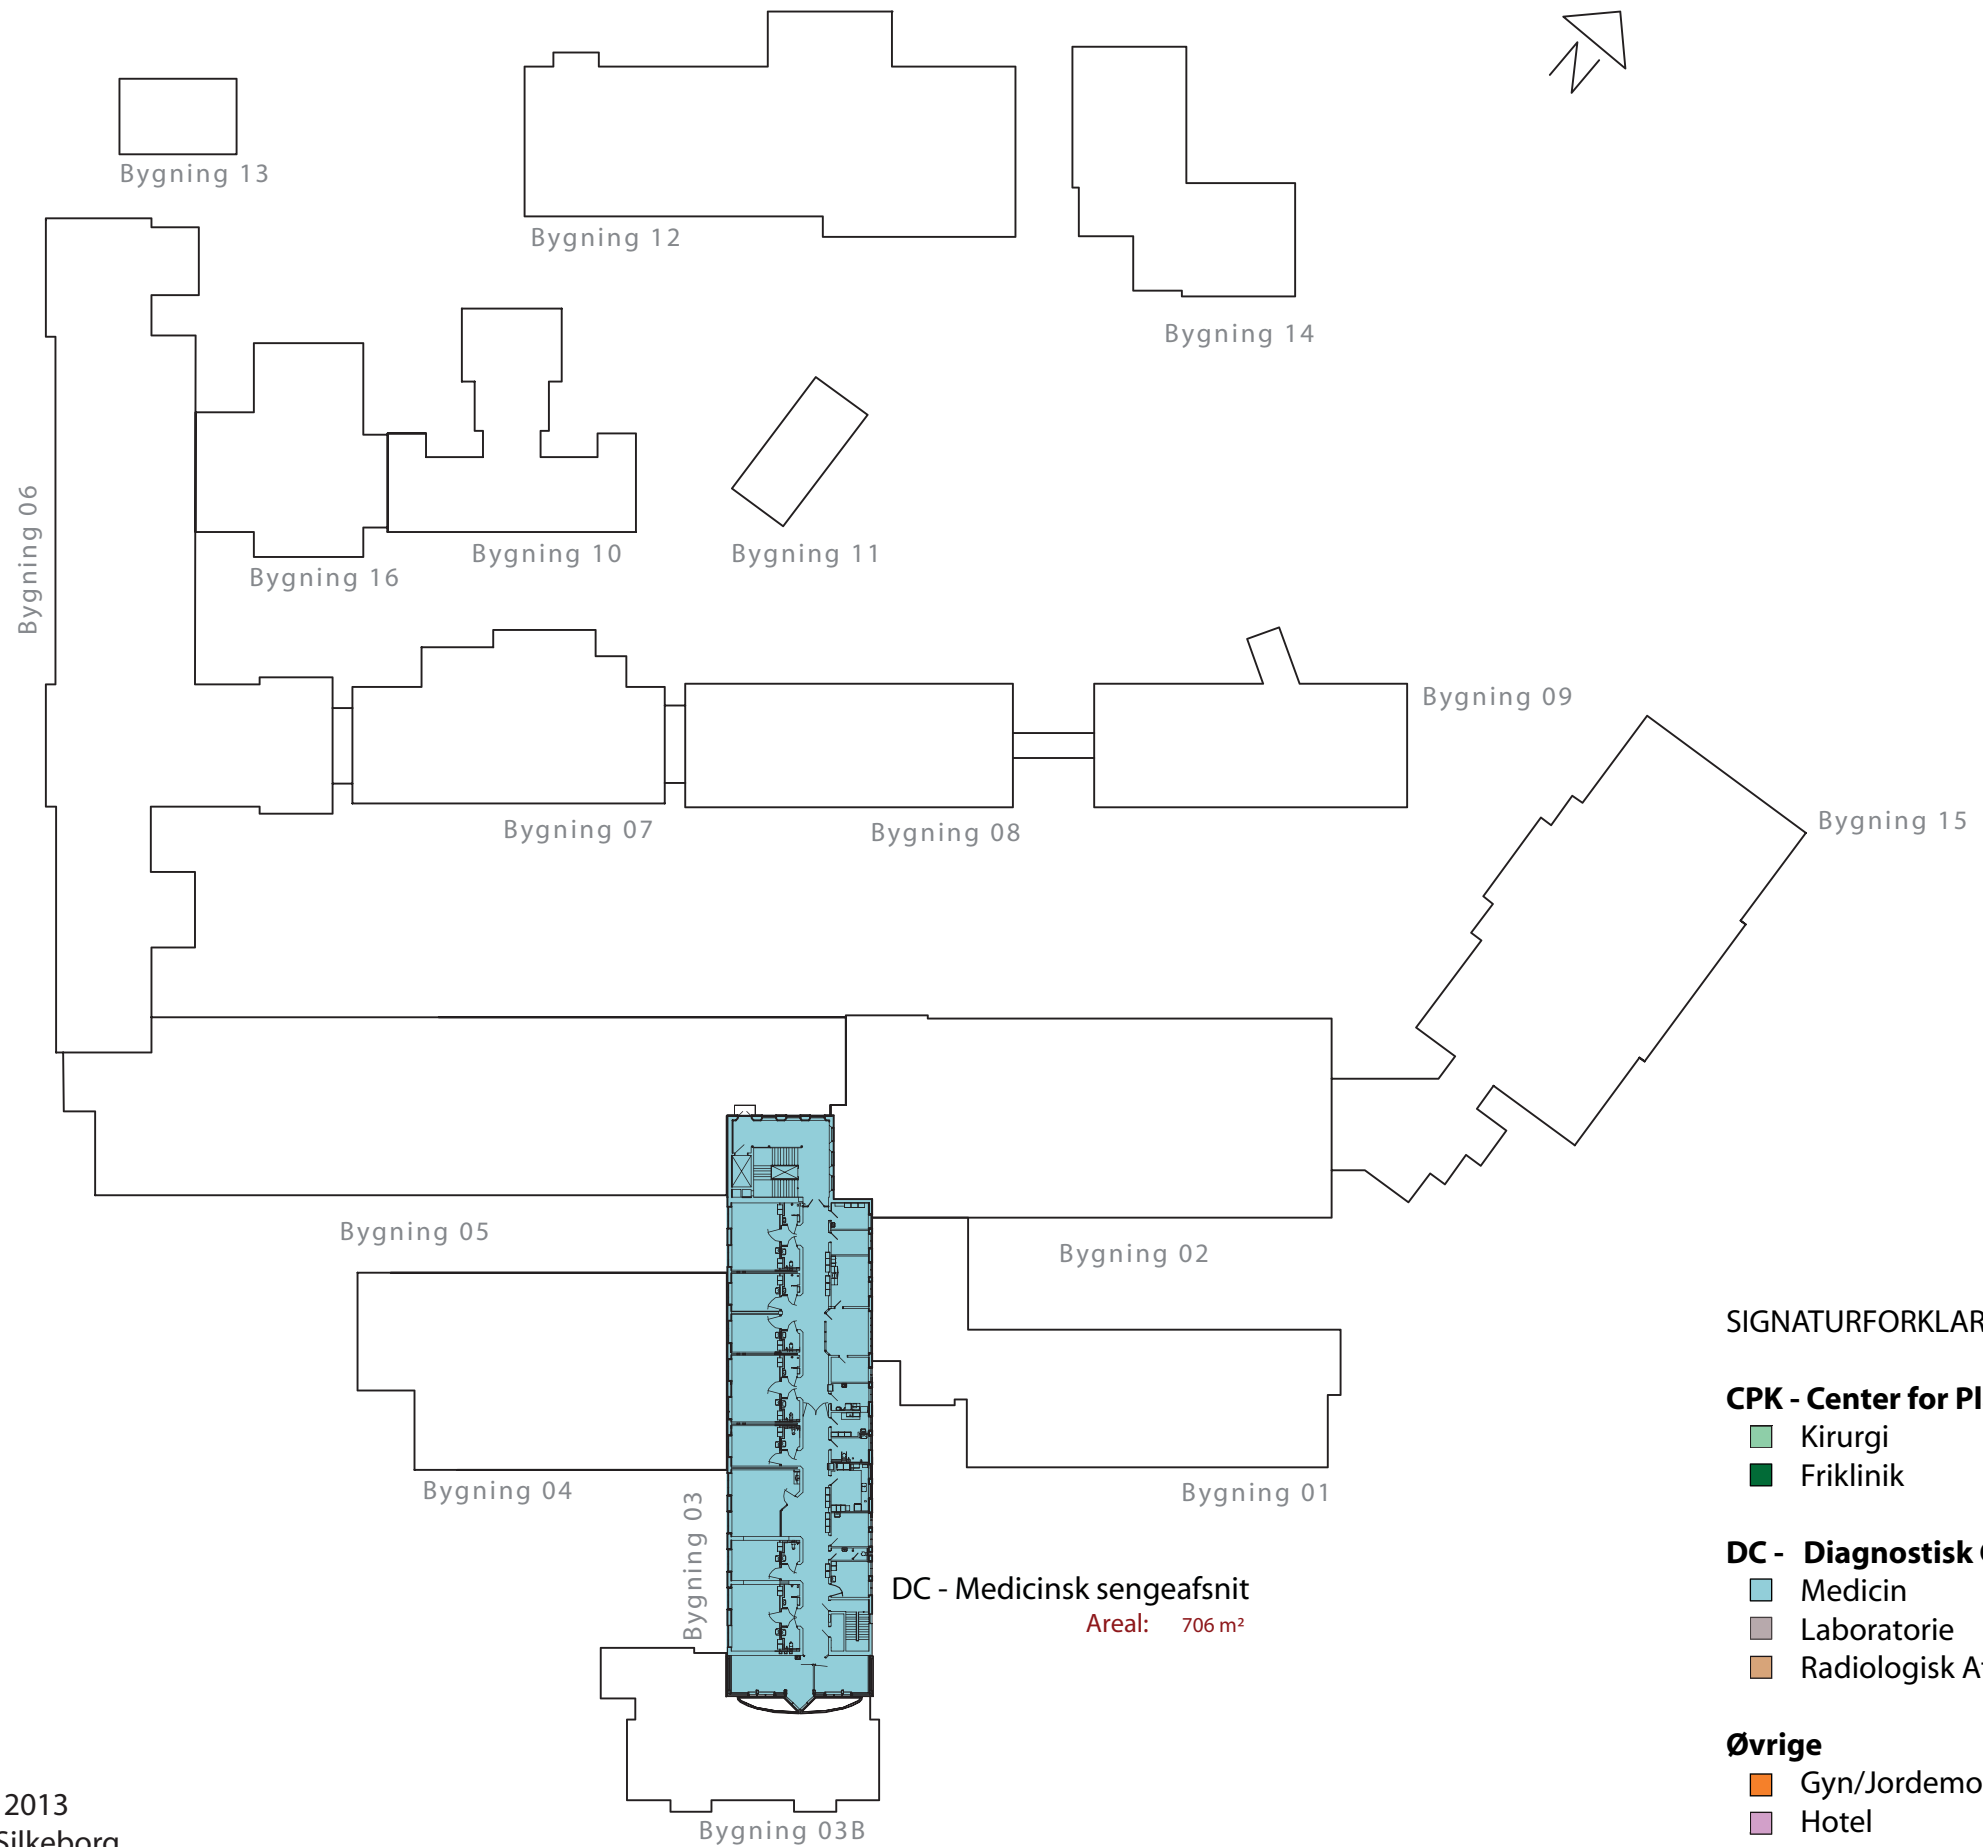 Bygning 13
Bygning 12
Bygning 14
Bygning 06
Bygning 16
Bygning 10
Bygning 11
Bygning 09
Bygning 07
Bygning 08
Bygning 15
Bygning 05
Bygning 02
Bygning 04
Bygning 03
Bygning 01
DC - Medicinsk sengeafsnit
Areal: 706 m²
Bygning 03B
SIGNATURFORKLAR
CPK - Center for Pl
Kirurgi
Friklinik
DC - Diagnostisk
Medicin
Laboratorie
Radiologisk A
Øvrige
Gyn/Jordemo
Hotel
2013
Silkeborg